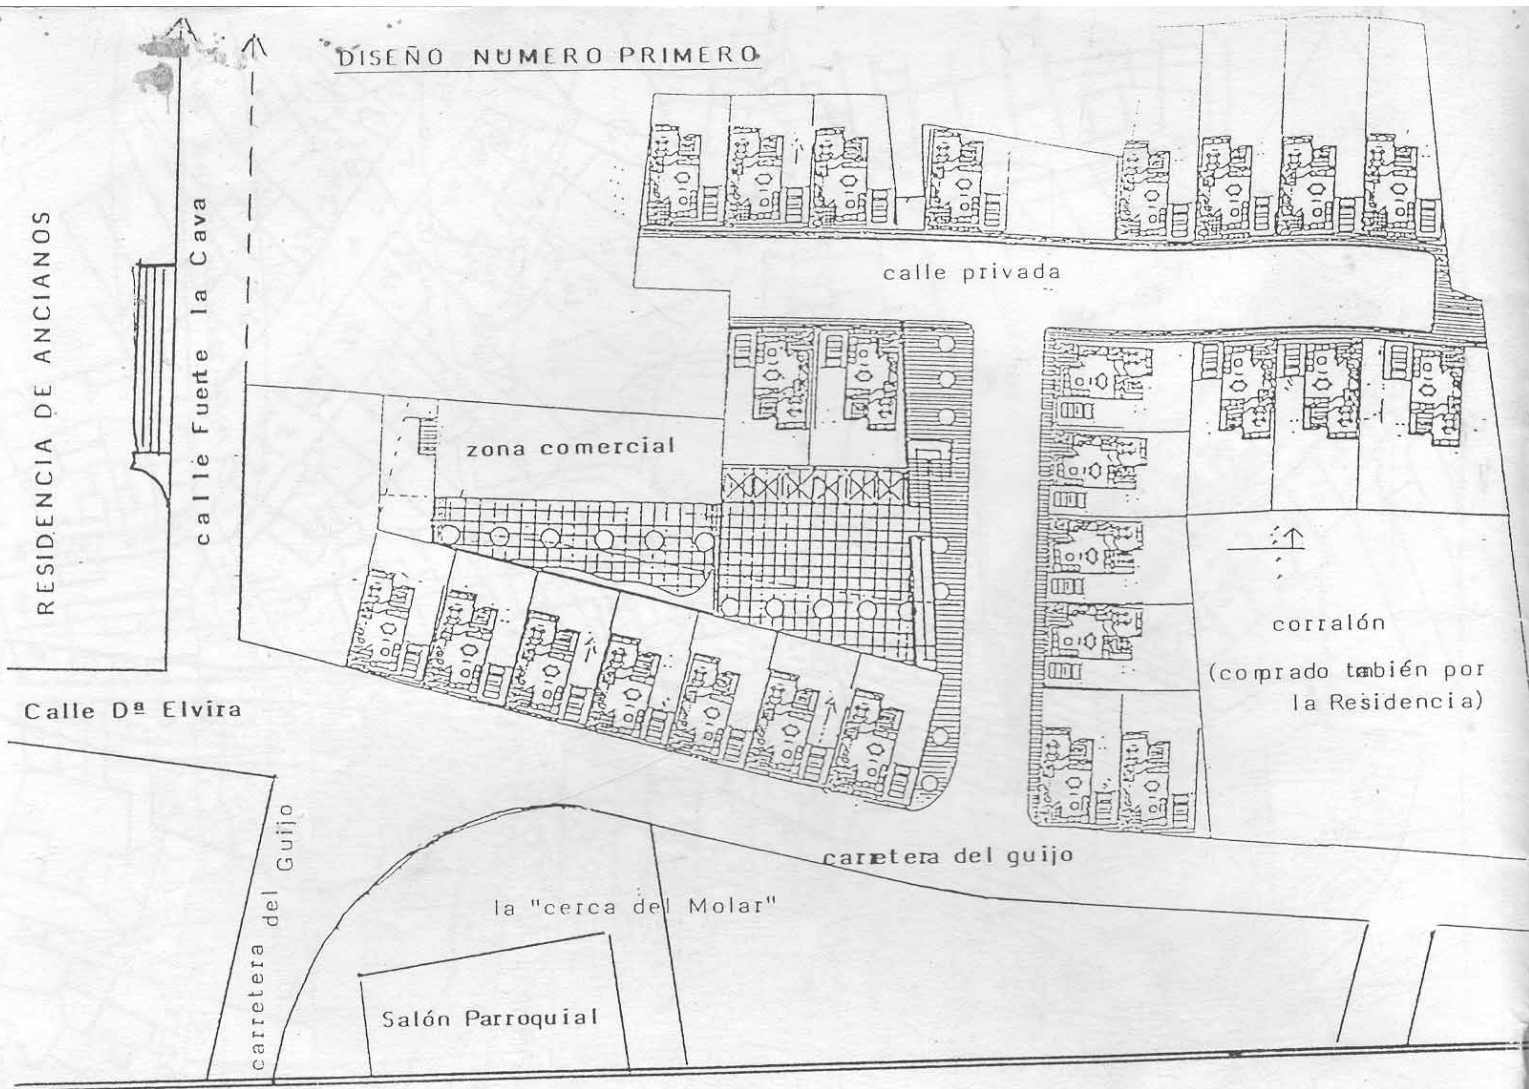 DISEÑO NUMERO PRIMERO
RESIDENCIA DE ANCIANOS
calle Fuerte la Cava
calle privada
zona comercial
corralón
(comprado tabién por
la Residencia)
Calle Dª Elvira
carretera del Guijo
carretera del guijo
la "cerca del Molar"
Salón Parroquial